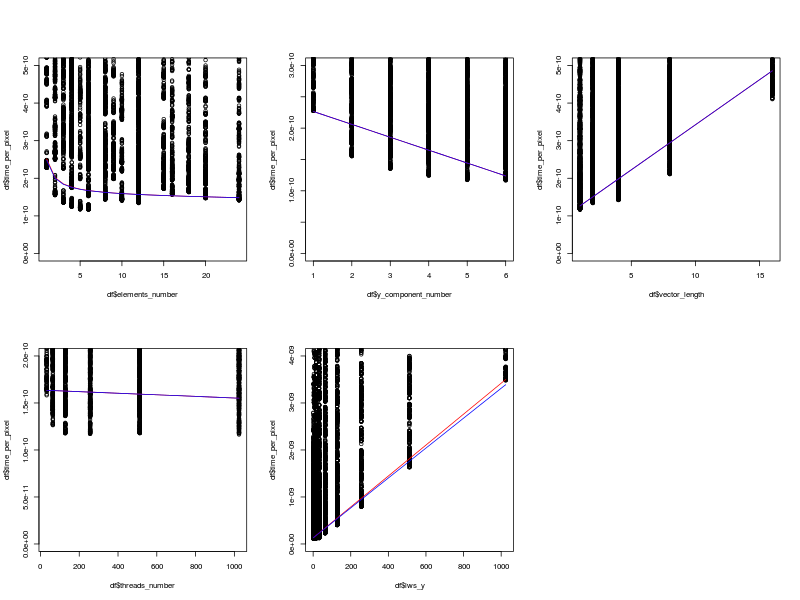 df$time_per_pixel
0e+00 1e-10 2e-10 3e-10 4e-10 5e-10
5 10 15 20
df$elements_number
df$time_per_pixel
0.0e+00 1.0e-10 2.0e-10 3.0e-10
1 2 3 4 5 6
df$y_component_number
df$time_per_pixel
0e+00 1e-10 2e-10 3e-10 4e-10 5e-10
5 10 15
df$vector_length
df$time_per_pixel
0.0e+00 5.0e-11 1.0e-10 1.5e-10 2.0e-10
0 200 400 600 800 1000
df$threads_number
df$time_per_pixel
0e+00 1e-09 2e-09 3e-09 4e-09
0 200 400 600 800 1000
df$lws_y